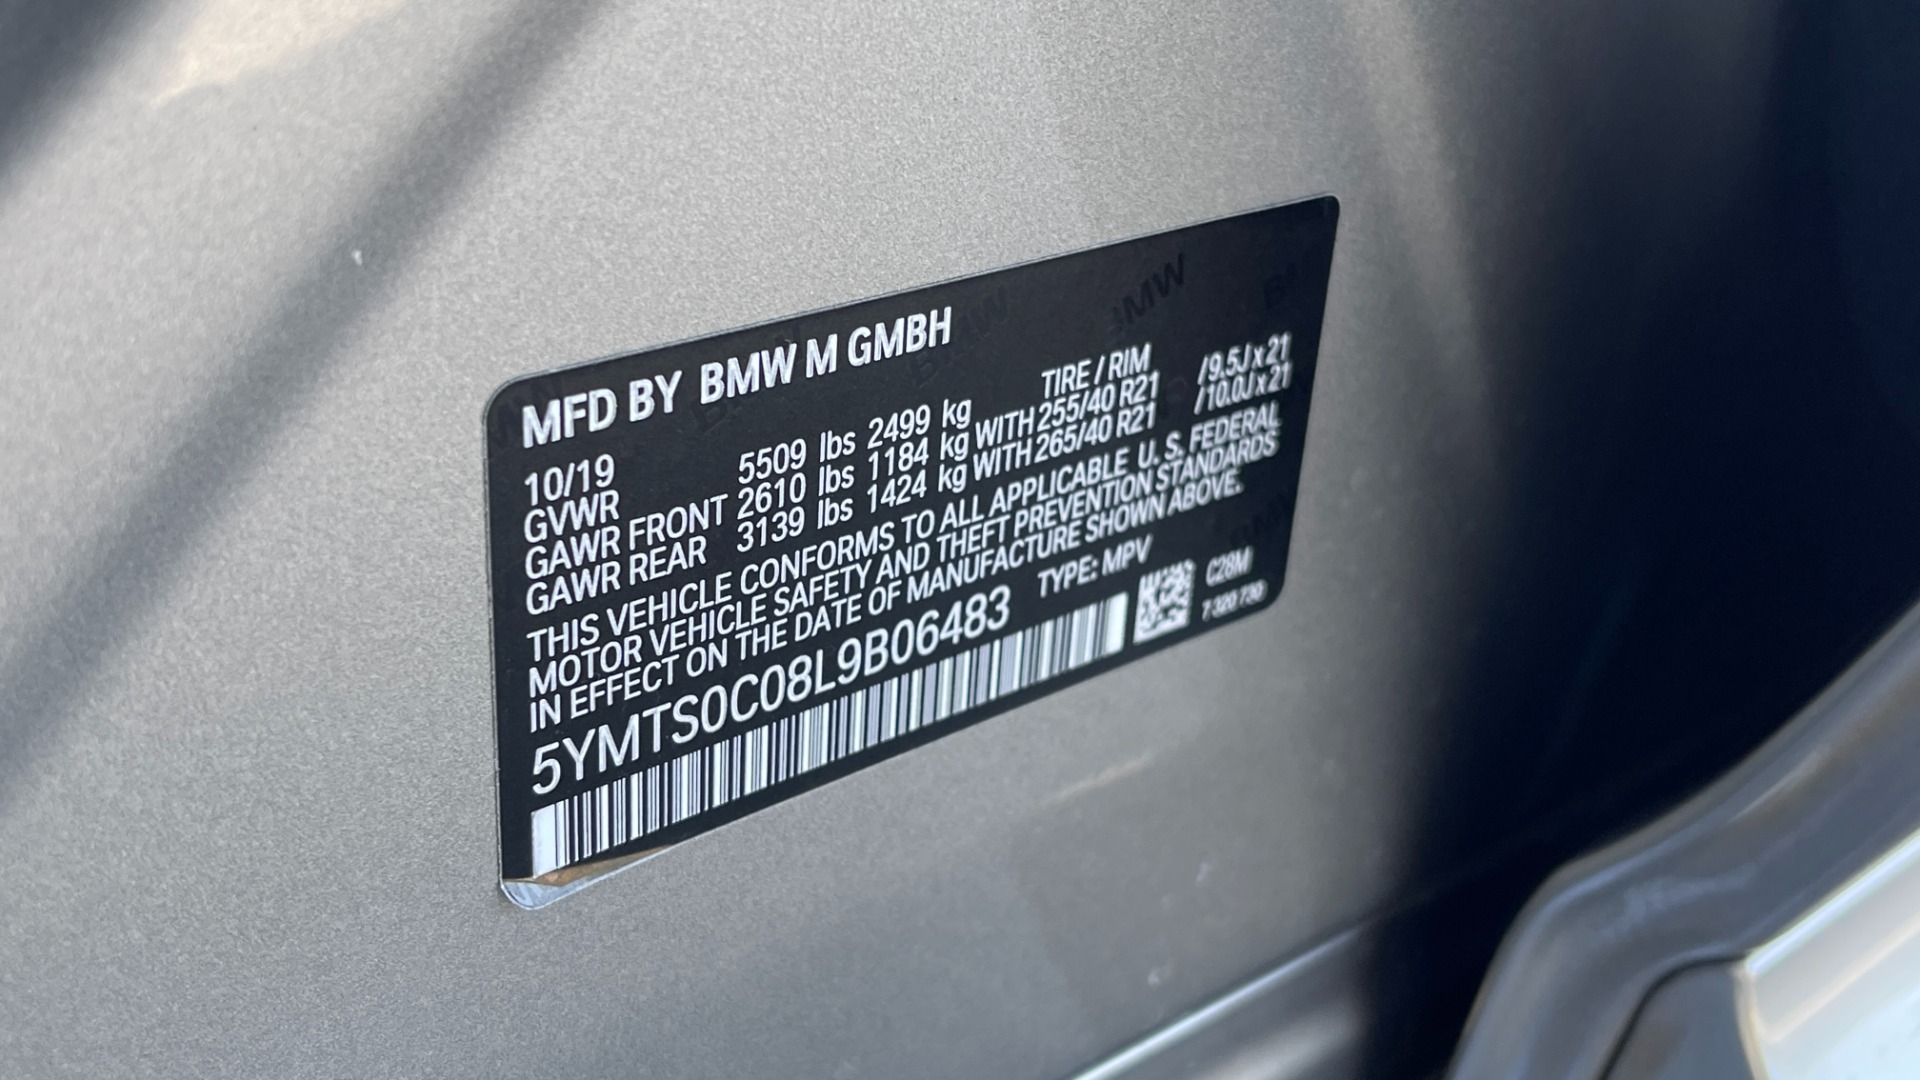 MFD BY BMW M GMBH
10/19 TIRE / RIM
GVWR 5509 lbs 2499 kg
GAWR FRONT 2610 lbs 1184 kg WITH 255/40 R21 /9.5J x 21
GAWR REAR 3139 lbs 1424 kg WITH 265/40 R21 /10.0J x 21
THIS VEHICLE CONFORMS TO ALL APPLICABLE U. S. FEDERAL
MOTOR VEHICLE SAFETY AND THEFT PREVENTION STANDARDS
IN EFFECT ON THE DATE OF MANUFACTURE SHOWN ABOVE.
5YMTS0C08L9B06483 TYPE: MPV
C28M
7 320 730